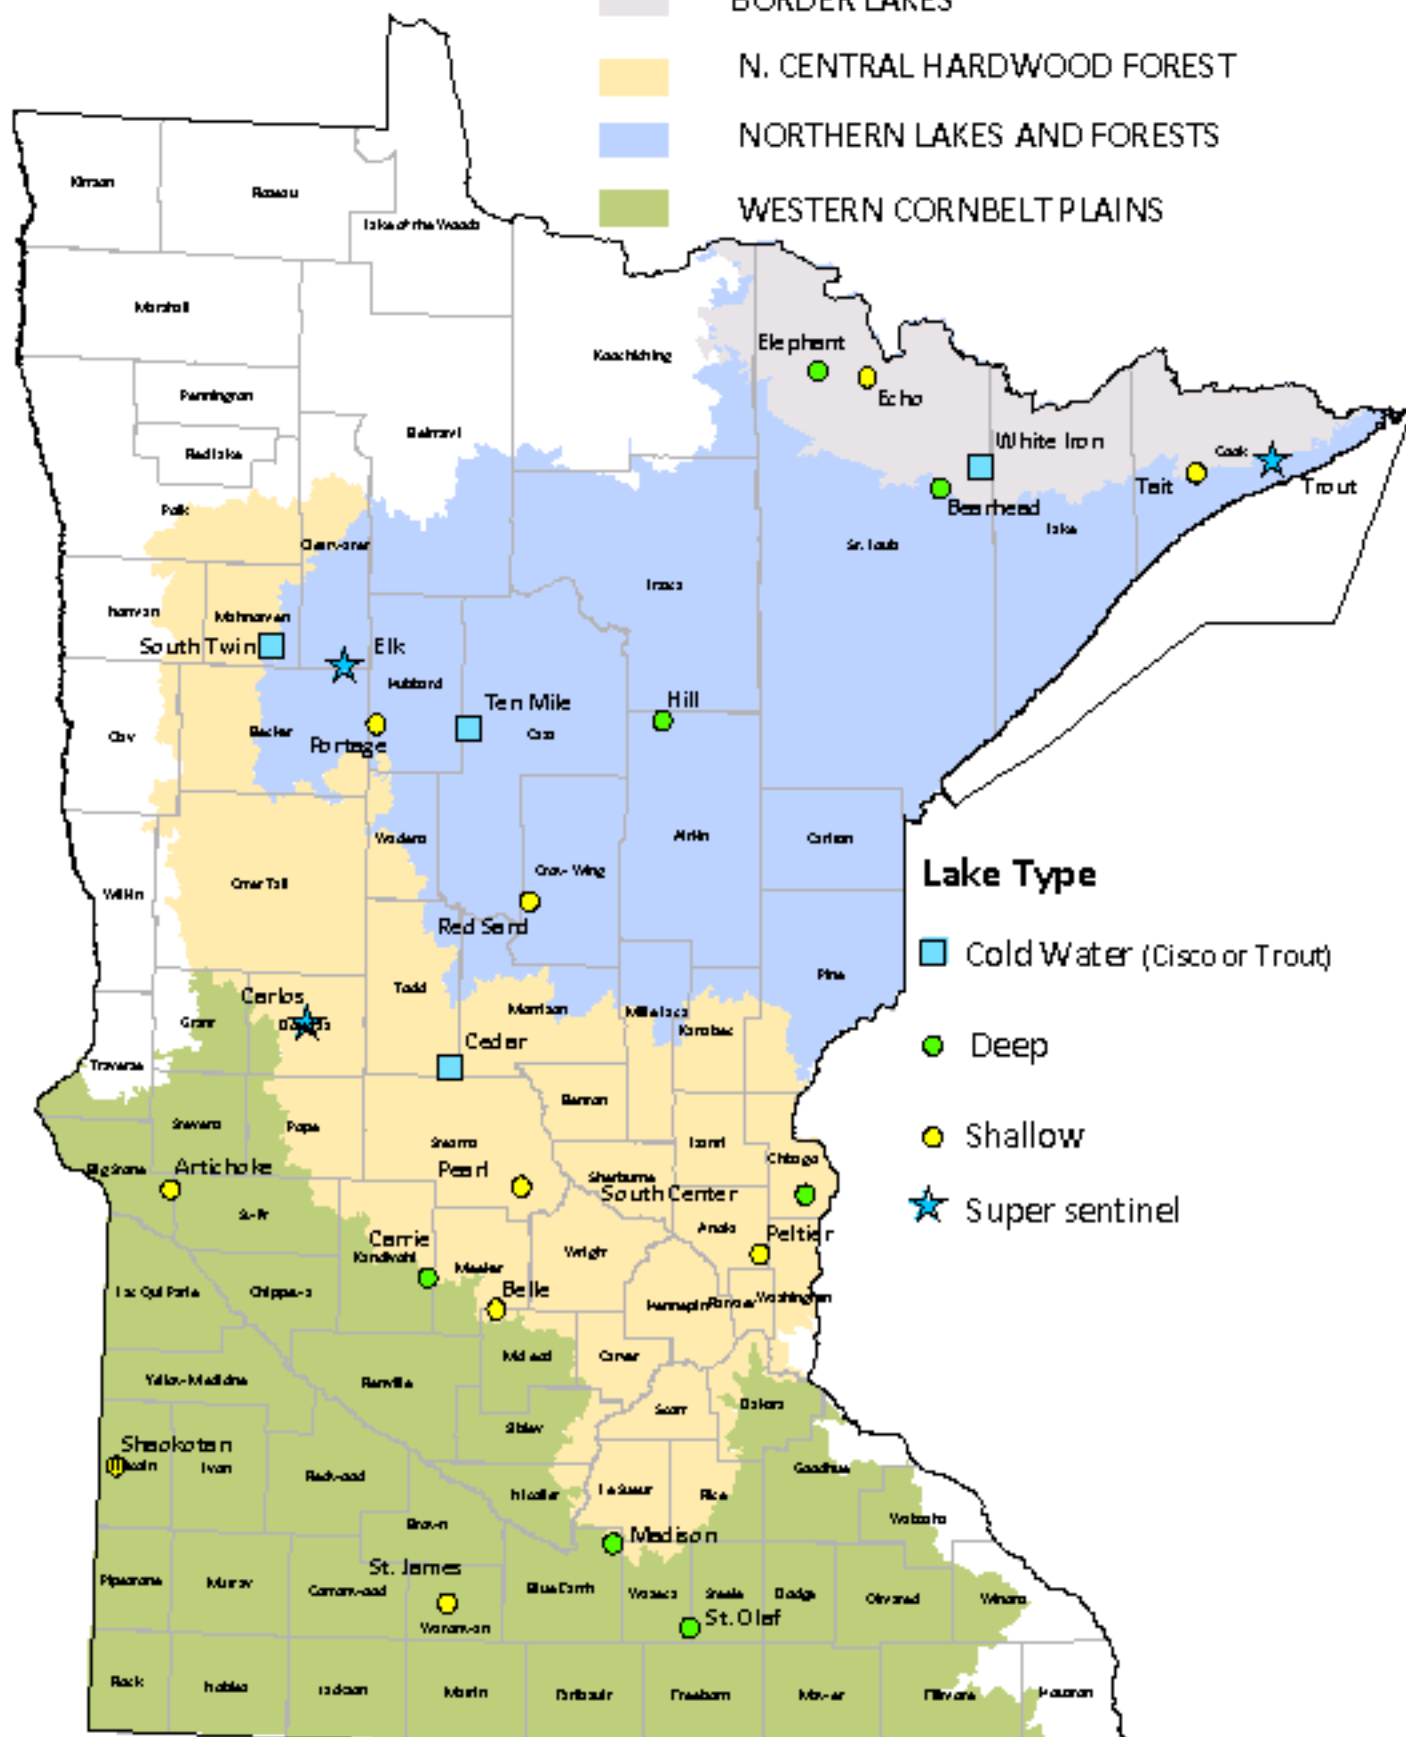 BORDER LAKES
N. CENTRAL HARDWOOD FOREST
NORTHERN LAKES AND FORESTS
WESTERN CORNBELT PLAINS
Roseau
Lake of the Woods
Marshall
Koochiching
Elephant
Pennington
Echo
Red Lake
White Iron
Cook
Tait
Trout
Bearhead
Polk
Lake
Clearwater
St. Louis
Itasca
Mahnomen
South Twin
Elk
Hubbard
Ten Mile
Hill
Clay
Becker
Cass
Portage
Wadena
Aitkin
Carlton
Crow Wing
Lake Type
Otter Tail
Wilkin
Red Sand
Cold Water (Cisco or Trout)
Pine
Todd
Carlos
Morrison
Mille Lacs
Grant
Kanabec
Cedar
Deep
Traverse
Benton
Stevens
Pope
Stearns
Isanti
Shallow
Chisago
Big Stone
Artichoke
Pearl
Sherburne
South Center
Super sentinel
Anoka
Peltier
Carrie
Kandiyohi
Wright
Meeker
Belle
Lac Qui Parle
Chippewa
Hennepin
Ramsey
Washington
McLeod
Carver
Yellow Medicine
Renville
Scott
Dakota
Sibley
Shaokotan
Lyon
Redwood
Goodhue
Nicollet
Le Sueur
Rice
Brown
Wabasha
Madison
St. James
Pipestone
Murray
Cottonwood
Blue Earth
Waseca
Steele
Dodge
Olmsted
Winona
St. Olaf
Watonwan
Rock
Nobles
Jackson
Martin
Faribault
Freeborn
Mower
Fillmore
Houston